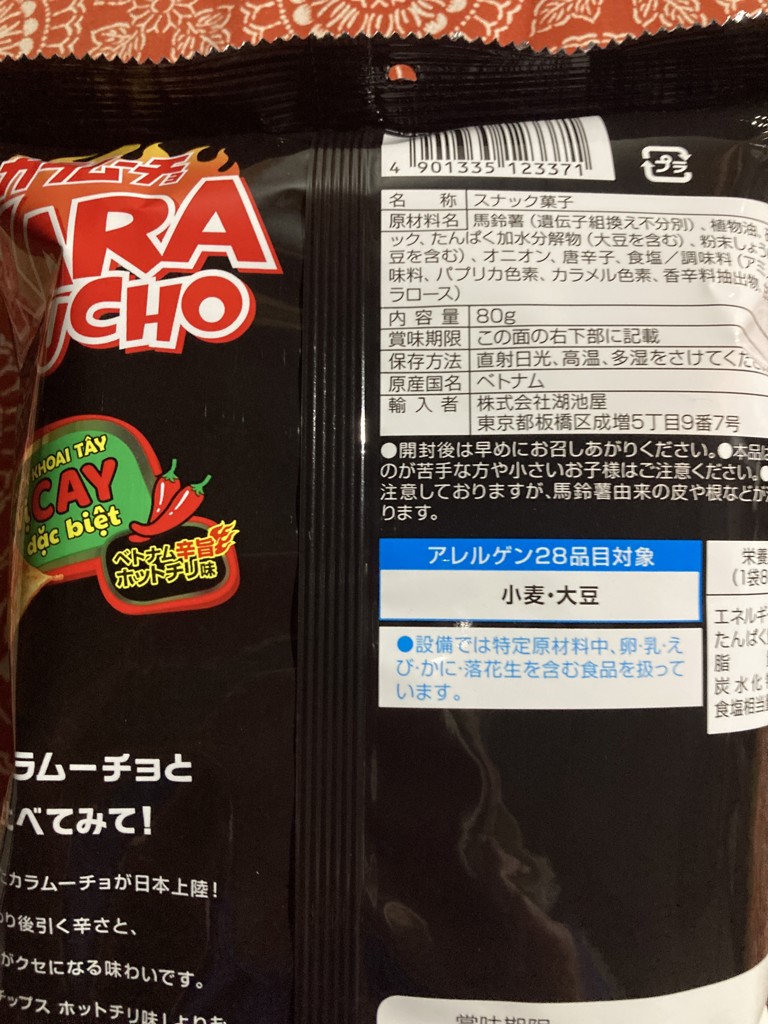 カラムーチョ
ARA
UCHO
KHOAI TÂY
CAY
đặc biệt
ベトナム辛旨
ホットチリ味
ラムーチョと
べてみて!
カラムーチョが日本上陸!
後引く辛さと、
がクセになる味わいです。
チップス ホットチリ味」より
4 901335 123371
プラ
名 称 スナック菓子
原材料名 馬鈴薯(遺伝子組換え不分別)、植物油、
ック、たんぱく加水分解物(大豆を含む)、粉末しょう
豆を含む)、オニオン、唐辛子、食塩/調味料(アミ
味料、パプリカ色素、カラメル色素、香辛料抽出物、
ラロース)
内 容 量 80g
賞味期限 この面の右下部に記載
保存方法 直射日光、高温、多湿をさけてくだ
原産国名 ベトナム
輸 入 者 株式会社湖池屋
東京都板橋区成増5丁目9番7号
●開封後は早めにお召しあがりください。●本品は
のが苦手な方や小さいお子様はご注意ください。●
注意しておりますが、馬鈴薯由来の皮や根などが
ります。
アレルゲン28品目対象
小麦・大豆
●設備では特定原材料中、卵・乳・え
び・かに・落花生を含む食品を扱って
います。
栄養
(1袋8
エネルギ
たんぱく
脂
炭水化
食塩相当
賞味期限